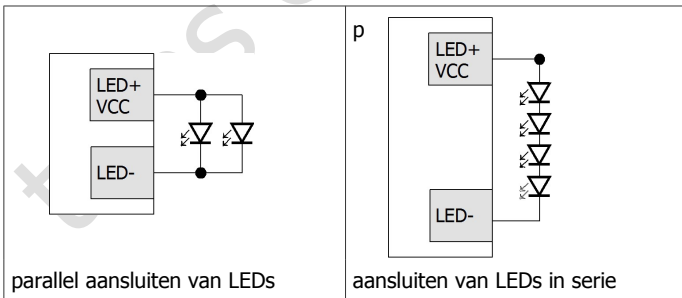 LED+
VCC
LED-
parallel aansluiten van LEDs
p
LED+
VCC
LED-
aansluiten van LEDs in serie